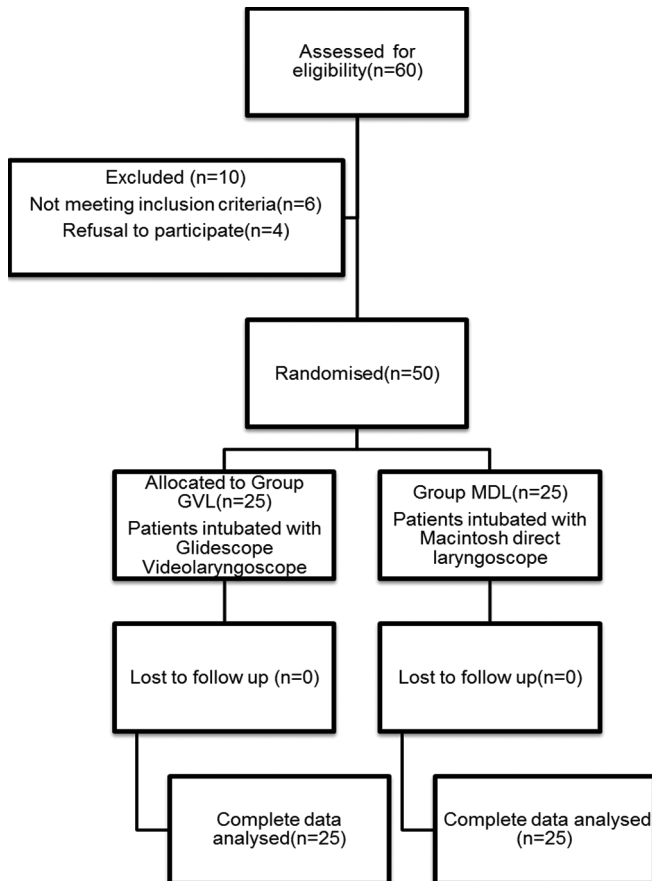 Assessed for
eligibility(n=60)
Excluded (n=10)
Not meeting inclusion criteria(n=6)
Refusal to participate(n=4)
Randomised(n=50)
Allocated to Group
GVL(n=25)
Patients intubated with
Glidescope
Videolaryngoscope
Group MDL(n=25)
Patients intubated with
Macintosh direct
laryngoscope
Lost to follow up (n=0)
Lost to follow up(n=0)
Complete data
analysed(n=25)
Complete data analysed
(n=25)